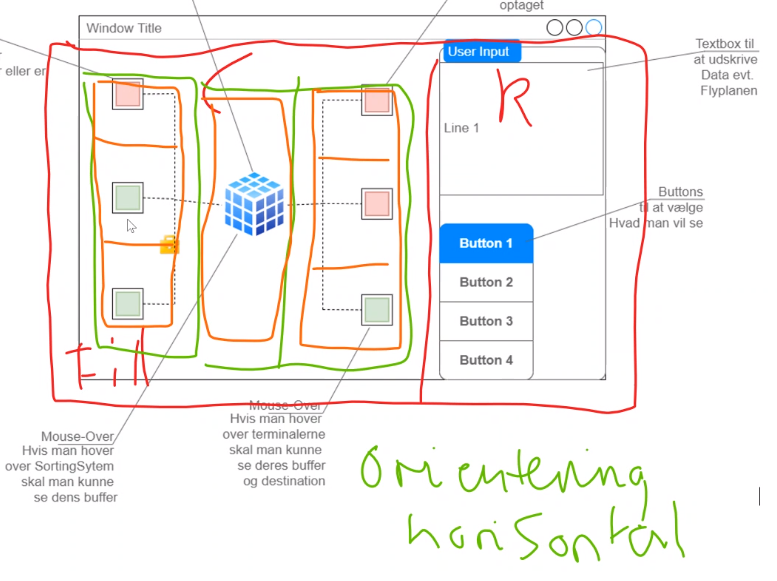 optaget
Window Title
r eller er
User Input
R
Line 1
Textbox til
at udskrive
Data evt.
Flyplanen
Buttons
til at vælge
Hvad man vil se
Button 1
Button 2
Button 3
Button 4
Fill
Mouse-Over
Hvis man hover
over SortingSytem
skal man kunne
se dens buffer
Mouse-Over
Hvis man hover
over terminalerne
skal man kunne
se deres buffer
og destination
Orientering
horisontal